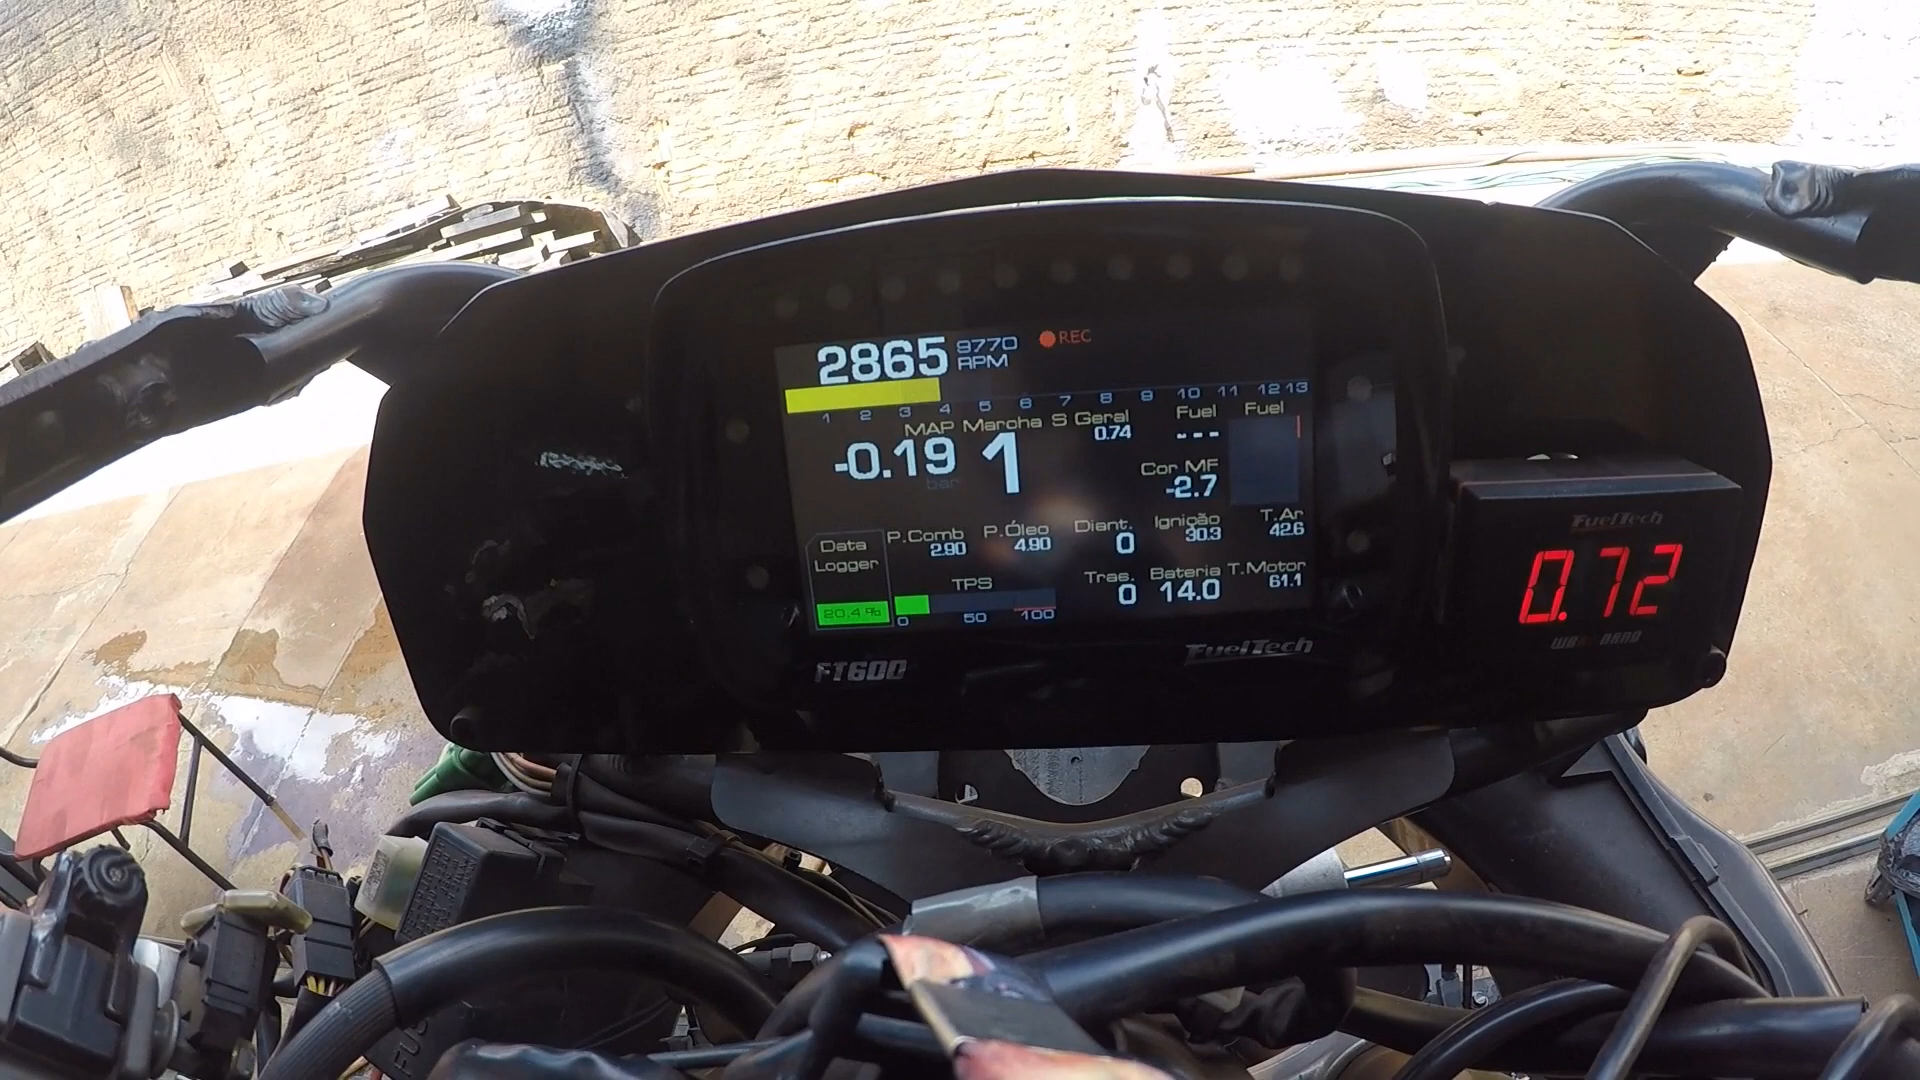 2865 9770 RPM REC
1 2 3 4 5 6 7 8 9 10 11 12 13
MAP Marcha S Geral Fuel Fuel
-0.19 1 0.74 ---
bar
Cor MF
-2.7
Data Logger
P.Comb P.Óleo Diant. Ignição T.Ar
2.90 4.90 0 30.3 42.6
TPS Tras. Bateria T.Motor
20.4% 0 14.0 61.1
0 50 100
FT600 FuelTech
FuelTech
0.72
NANO
FUS